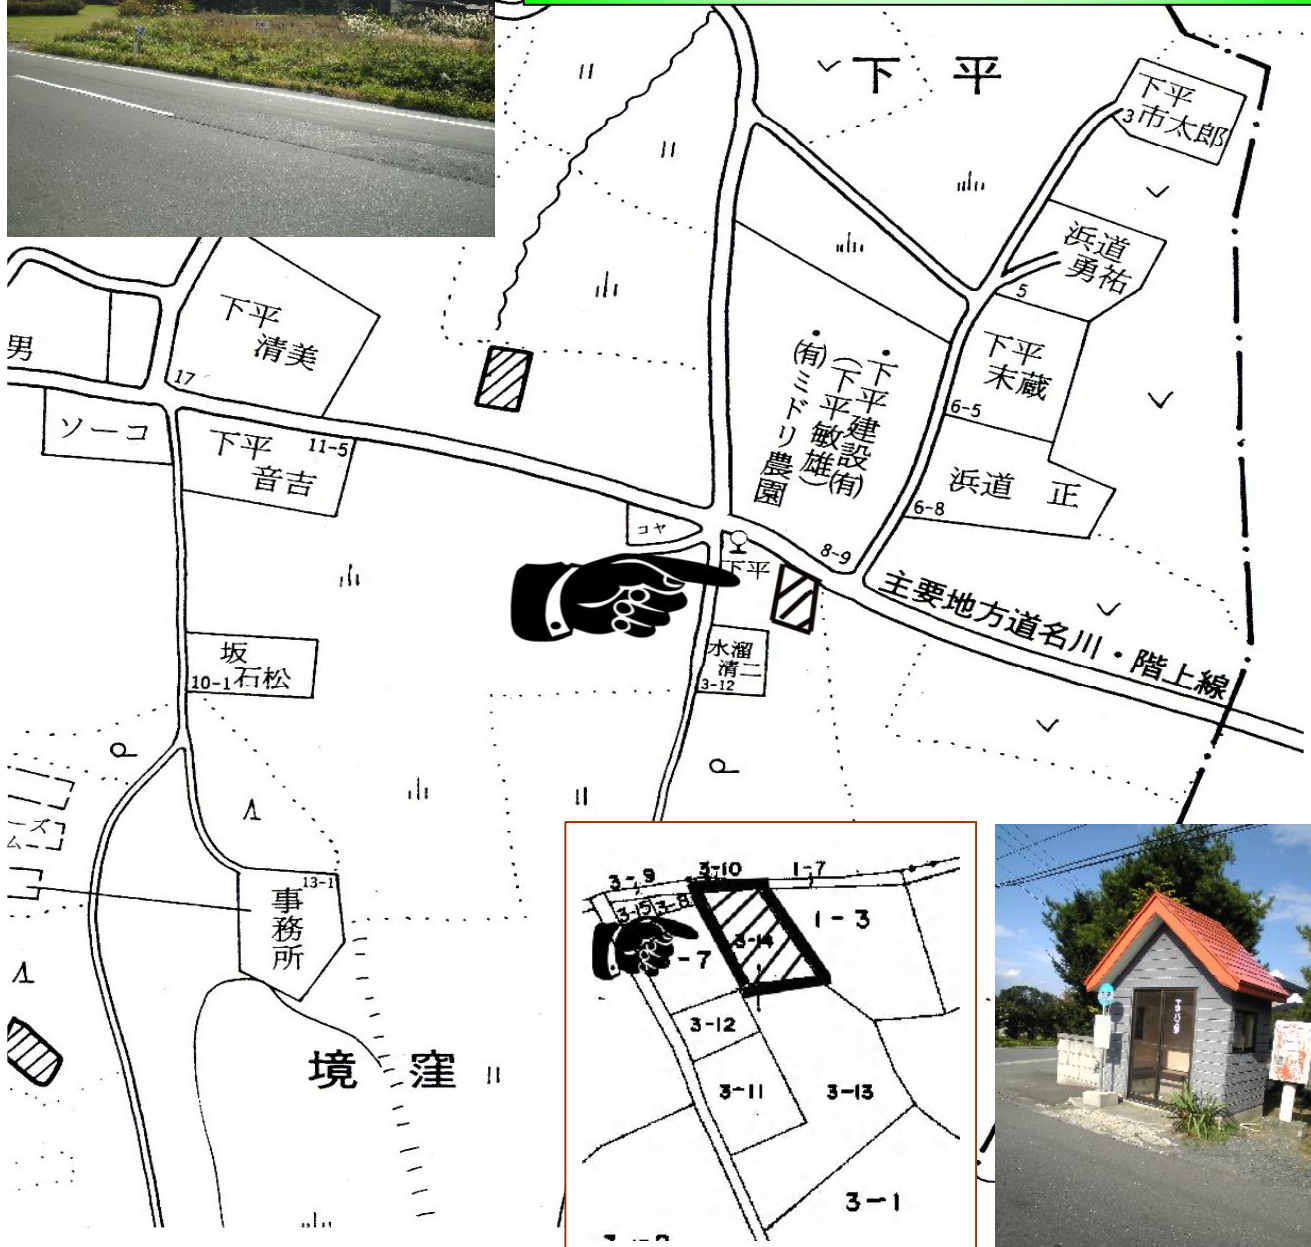 下平
下平
市太郎
3
浜道
勇祐
5
下平
清美
17
男
ソーコ
下平
音吉
11-5
・下平建設(有)
(下平敏雄)
・(有)ミドリ農園
8-9
下平
末蔵
6-5
浜道 正
6-8
コヤ
下平
主要地方道名川・階上線
坂
石松
10-1
水溜
清二
3-12
ーズ
ム
13-1
事務所
境窪
3-9
3-10
1-7
3-15
3-8
3-14
1-3
-7
3-12
3-11
3-13
3-1